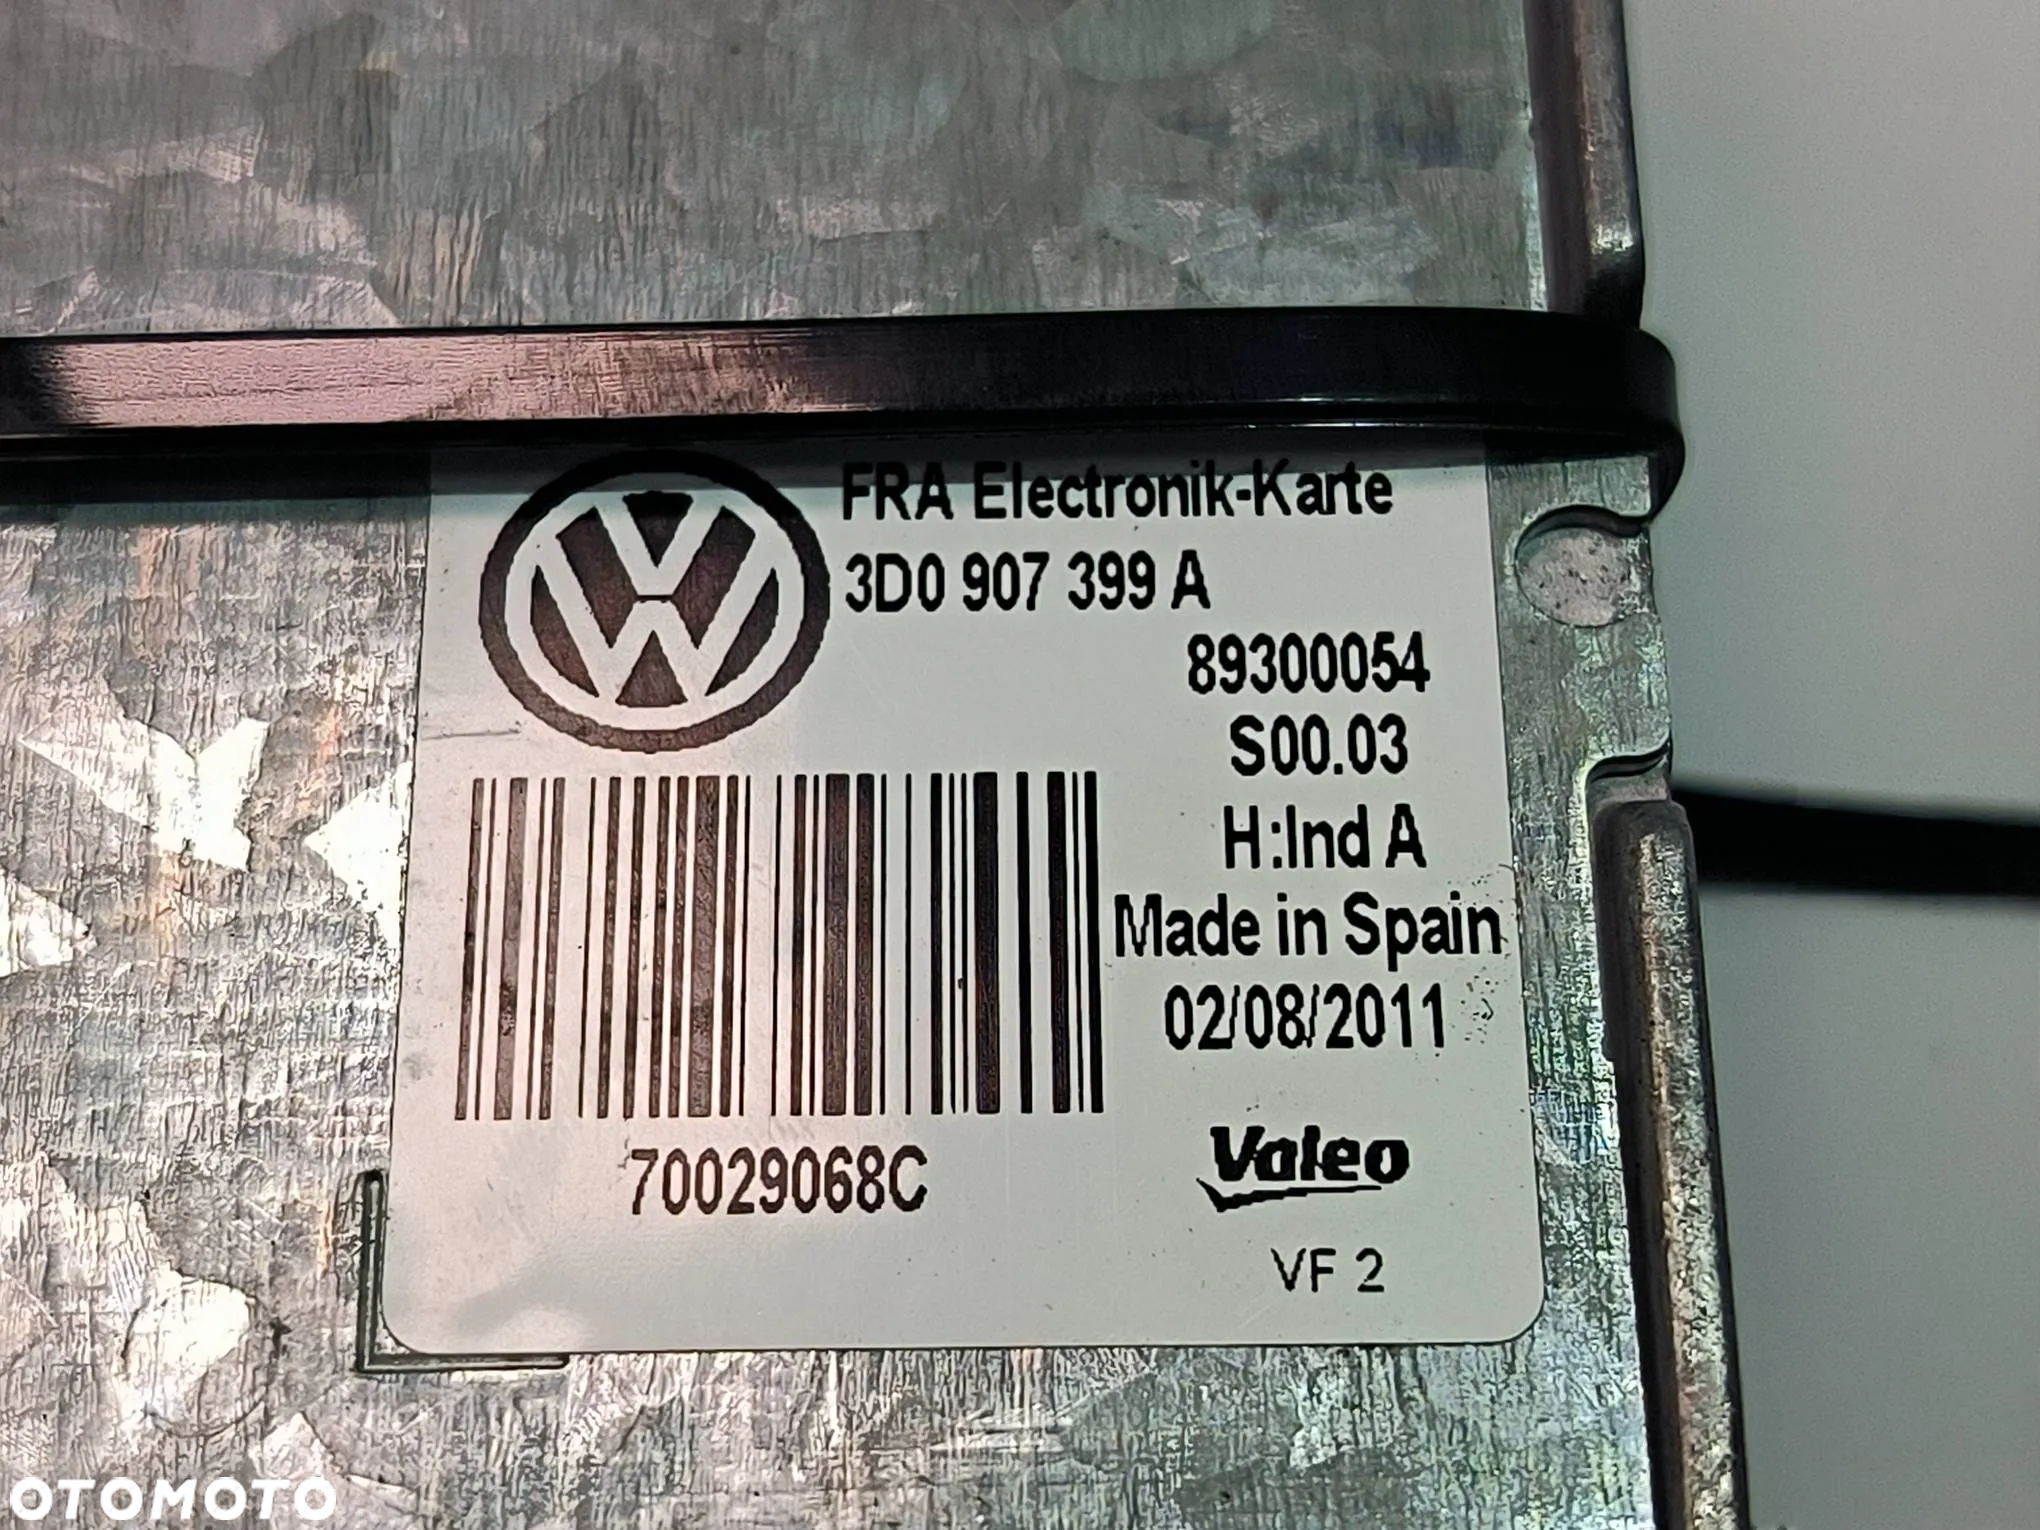 FRA Electronik-Karte
3D0 907 399 A
89300054
S00.03
H:Ind A
Made in Spain
02/08/2011
70029068C
Valeo
VF 2
OTOMOTO